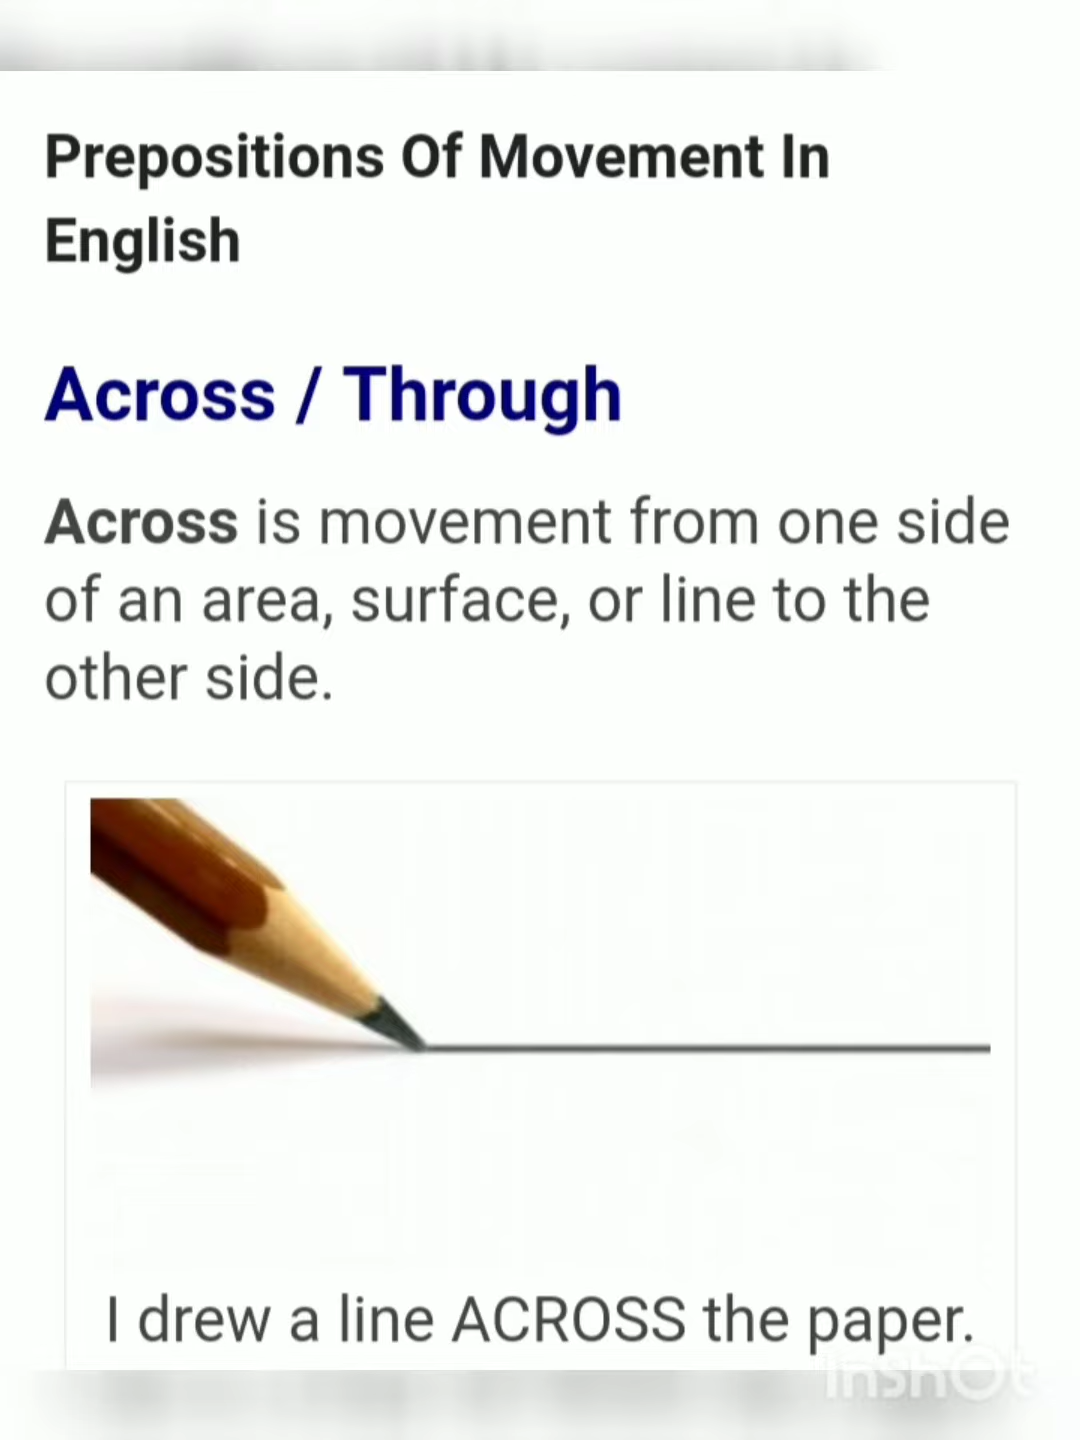 Prepositions Of Movement In
English
Across / Through
Across is movement from one side
of an area, surface, or line to the
other side.
I drew a line ACROSS the paper.
inshOt